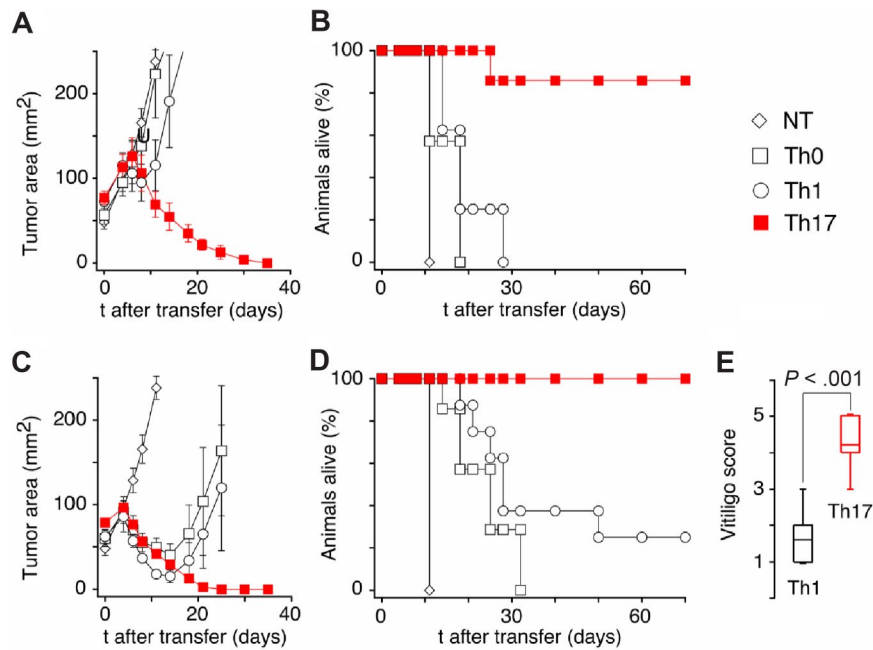 A
Tumor area (mm²)
200
100
0
0
20
40
t after transfer (days)
B
Animals alive (%)
100
0
30
60
t after transfer (days)
NT
Th0
Th1
Th17
C
Tumor area (mm²)
200
100
0
0
20
40
t after transfer (days)
D
Animals alive (%)
100
0
30
60
t after transfer (days)
E
P < .001
Vitiligo score
5
3
1
Th17
Th1